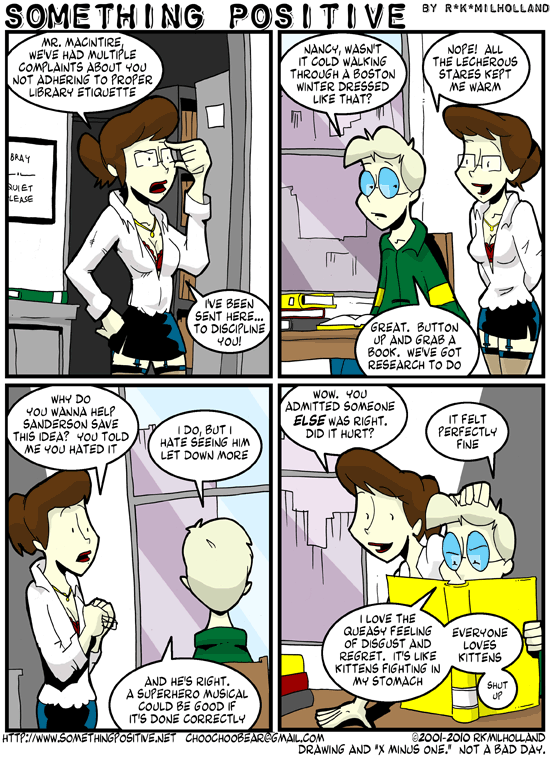 SOMETHING POSITIVE BY R*K*MILHOLLAND
MR. MACINTIRE,
WE'VE HAD MULTIPLE
COMPLAINTS ABOUT YOU
NOT ADHERING TO PROPER
LIBRARY ETIQUETTE
BRAY
QUIET
LEASE
I'VE BEEN
SENT HERE...
TO DISCIPLINE
YOU!
NANCY, WASN'T
IT COLD WALKING
THROUGH A BOSTON
WINTER DRESSED
LIKE THAT?
NOPE! ALL
THE LECHEROUS
STARES KEPT
ME WARM
GREAT. BUTTON
UP AND GRAB A
BOOK. WE'VE GOT
RESEARCH TO DO
WHY DO
YOU WANNA HELP
SANDERSON SAVE
THIS IDEA? YOU TOLD
ME YOU HATED IT
I DO, BUT I
HATE SEEING HIM
LET DOWN MORE
AND HE'S RIGHT.
A SUPERHERO MUSICAL
COULD BE GOOD IF
IT'S DONE CORRECTLY
WOW. YOU
ADMITTED SOMEONE
ELSE WAS RIGHT.
DID IT HURT?
IT FELT
PERFECTLY
FINE
I LOVE THE
QUEASY FEELING
OF DISGUST AND
REGRET. IT'S LIKE
KITTENS FIGHTING IN
MY STOMACH
EVERYONE
LOVES
KITTENS
SHUT
UP
HTTP://WWW.SOMETHINGPOSITIVE.NET CHOOCHOOBEAR@GMAIL.COM ©2001-2010 RKMILHOLLAND
DRAWING AND "X MINUS ONE." NOT A BAD DAY.